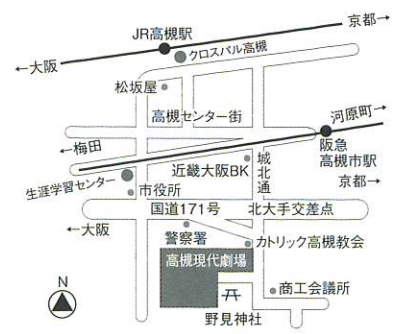 京都→
JR高槻駅
クロスパル高槻
←大阪
松坂屋
高槻センター街
河原町→
←梅田
阪急
高槻市駅
近畿大阪BK
城北通
京都→
生涯学習センター
市役所
国道171号
北大手交差点
←大阪
警察署
カトリック高槻教会
高槻現代劇場
N
商工会議所
野見神社